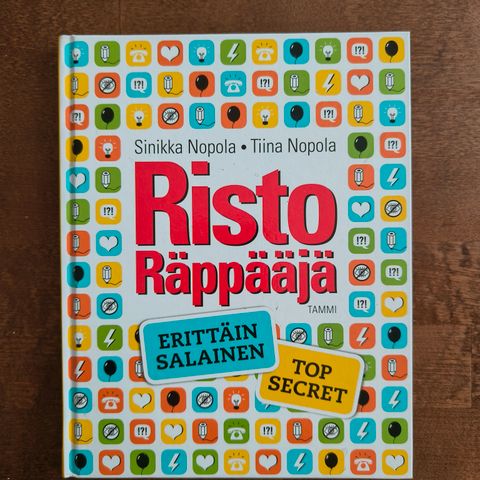 Sinikka Nopola • Tiina Nopola
Risto
Räppääjä
TAMMI
ERITTÄIN
SALAINEN
TOP
SECRET